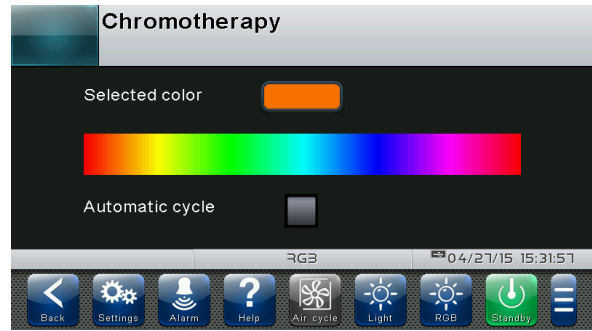 Chromotherapy
Selected color
Automatic cycle
RGB 04/27/15 15:31:57
Back Settings Alarm Help Air cycle Light RGB Standby